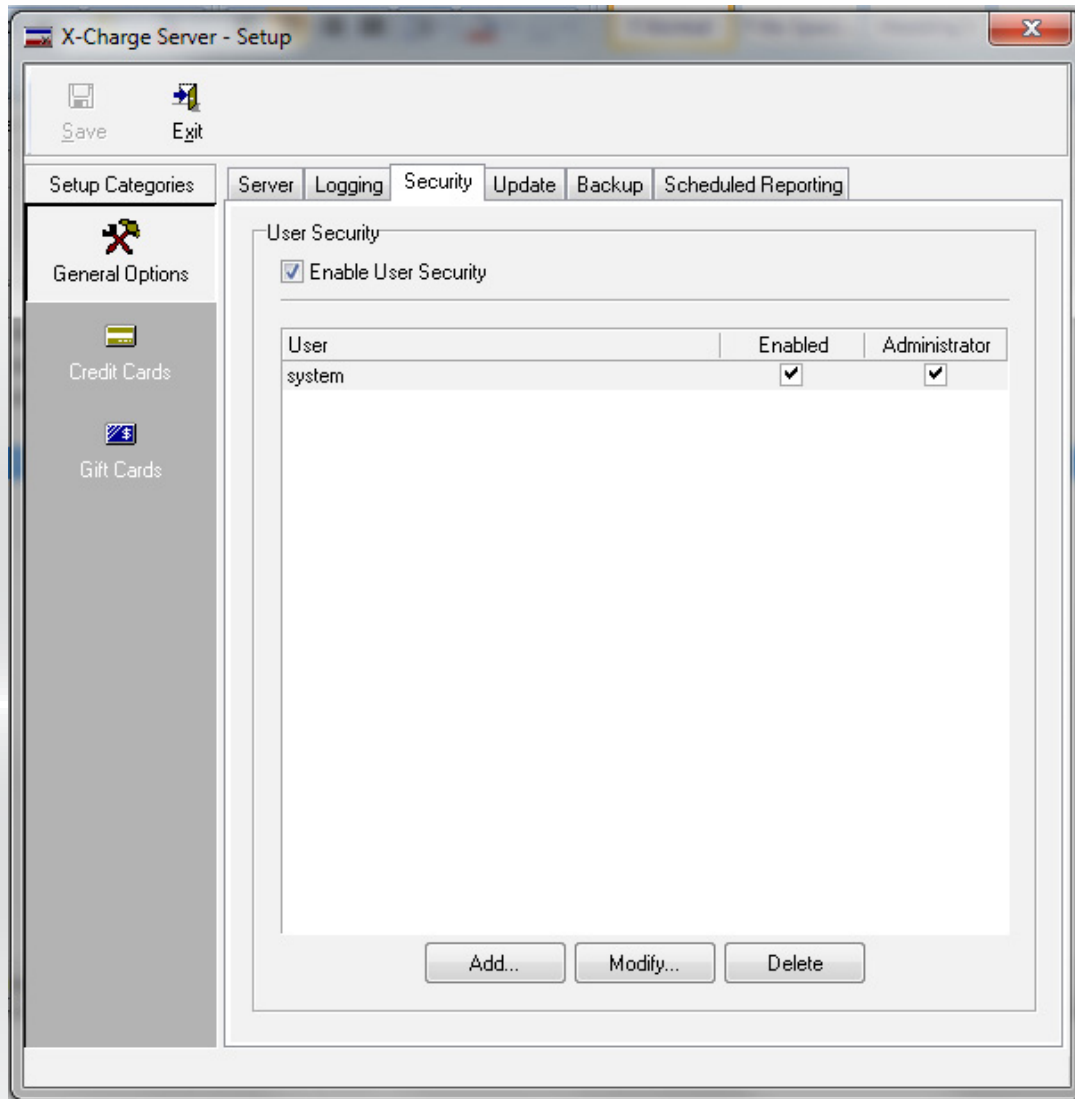 X-Charge Server - Setup
Save Exit
Setup Categories
General Options
Credit Cards
Gift Cards
Server Logging Security Update Backup Scheduled Reporting
User Security
Enable User Security
User Enabled Administrator
system
Add... Modify... Delete